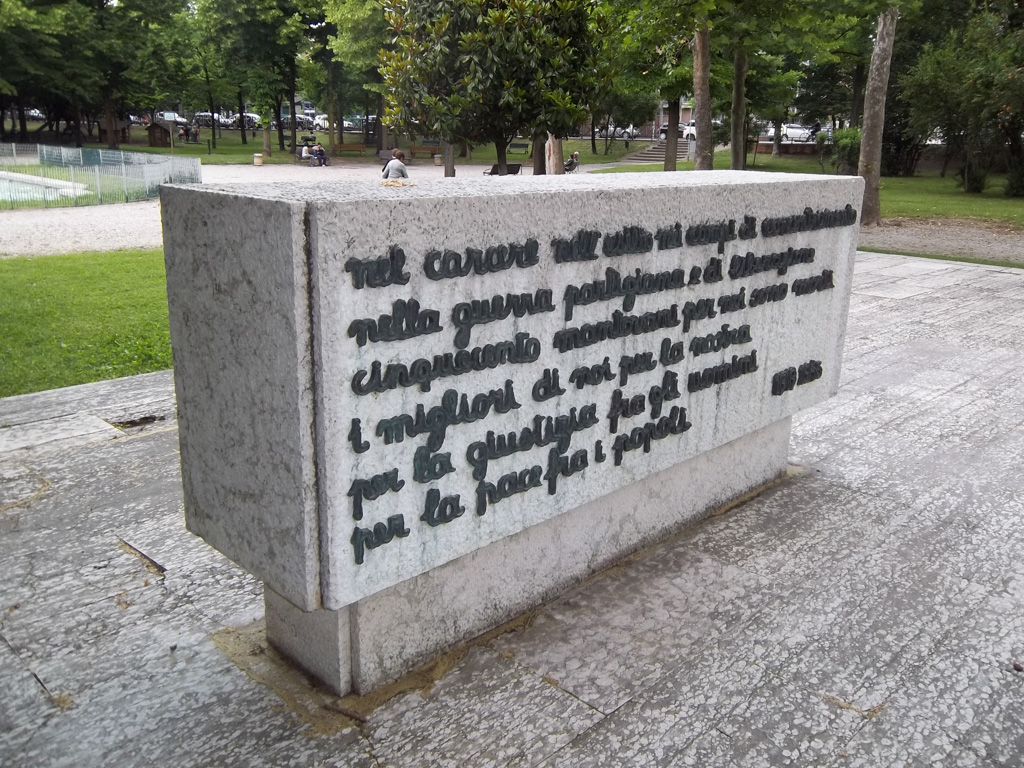 nel carcere nell'esilio nei campi di concentramento
nella guerra partigiana e di liberazione
cinquecento mantovani per noi sono morti
i migliori di noi per la nostra
per la giustizia fra gli uomini
per la pace fra i popoli